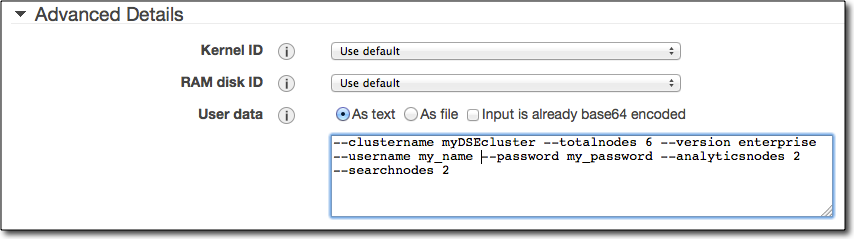 Advanced Details
Kernel ID i Use default
RAM disk ID i Use default
User data i As text As file Input is already base64 encoded
--clustername myDSEcluster --totalnodes 6 --version enterprise
--username my_name --password my_password --analyticsnodes 2
--searchnodes 2